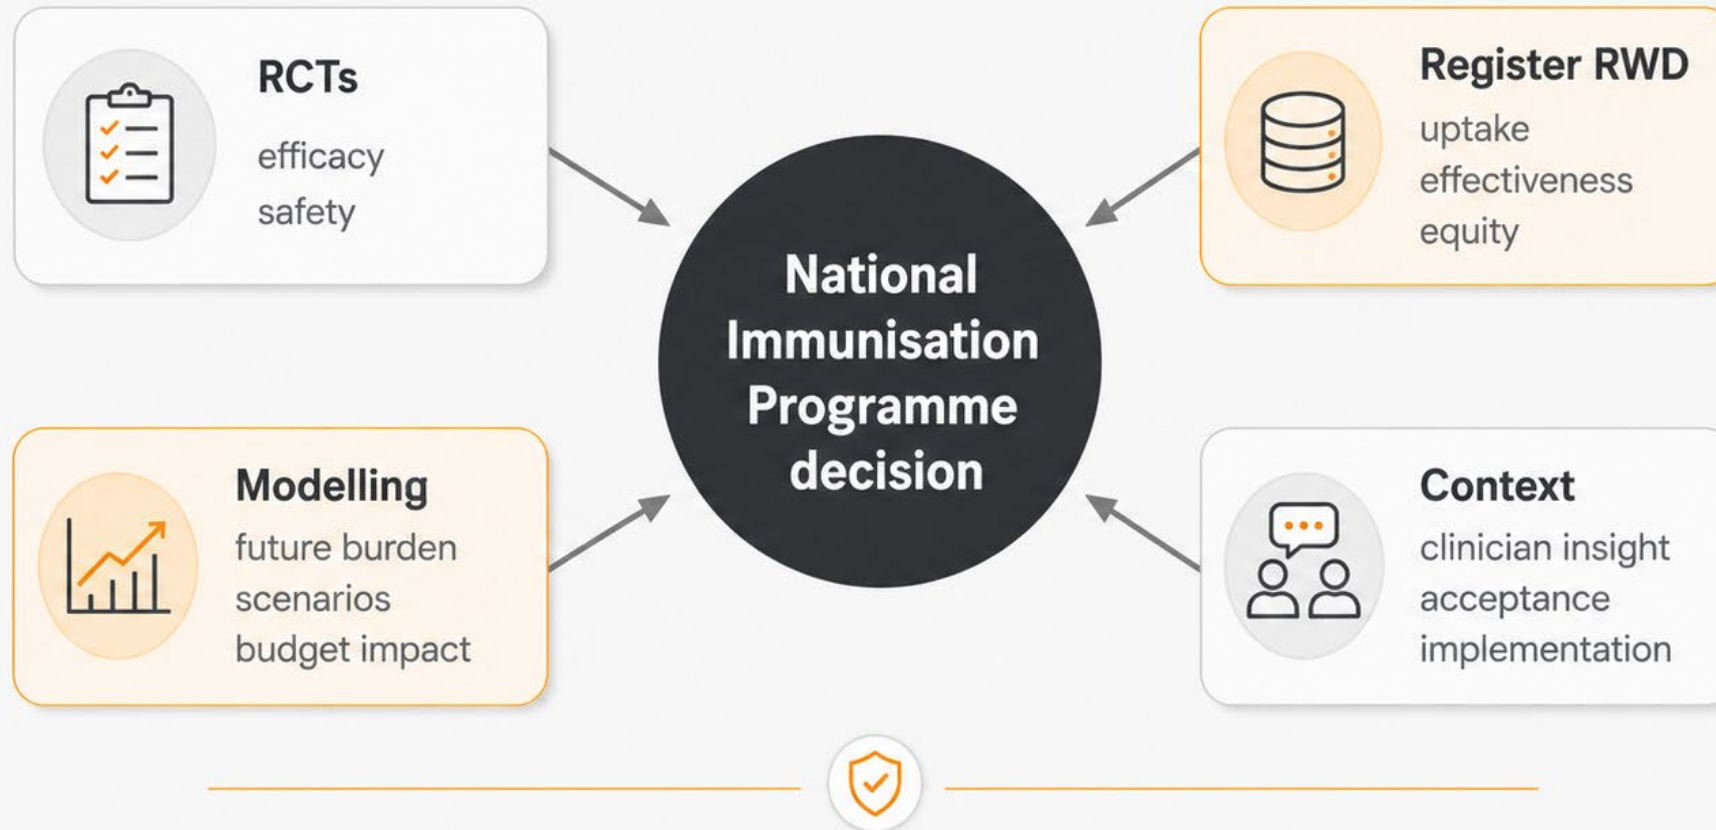 RCTs
efficacy
safety
Register RWD
uptake
effectiveness
equity
National
Immunisation
Programme
decision
Modelling
future burden
scenarios
budget impact
Context
clinician insight
acceptance
implementation